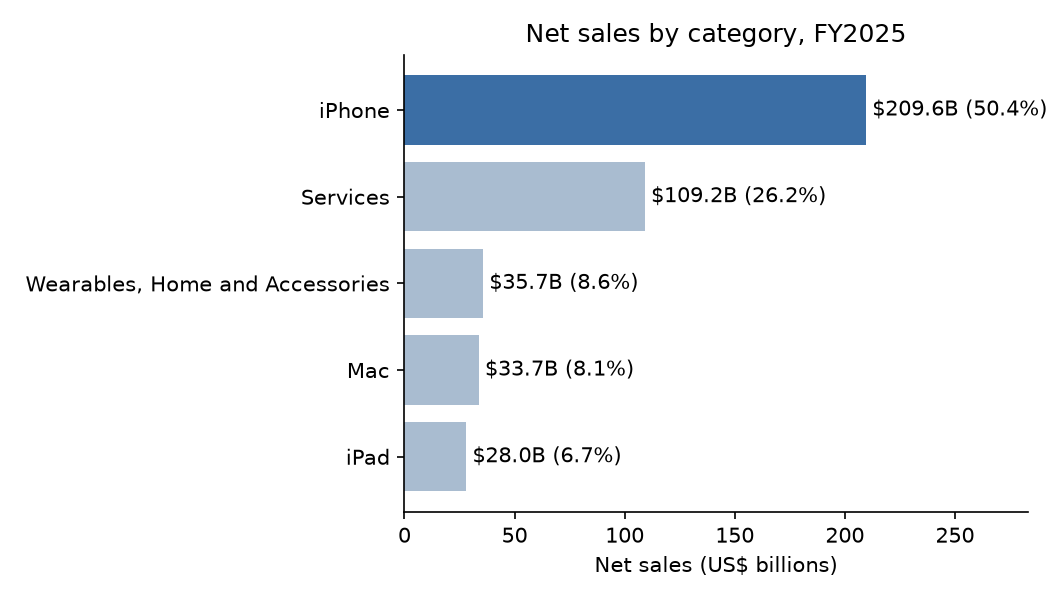 Net sales by category, FY2025
iPhone
$209.6B (50.4%)
Services
$109.2B (26.2%)
Wearables, Home and Accessories
$35.7B (8.6%)
Mac
$33.7B (8.1%)
iPad
$28.0B (6.7%)
0 50 100 150 200 250
Net sales (US$ billions)